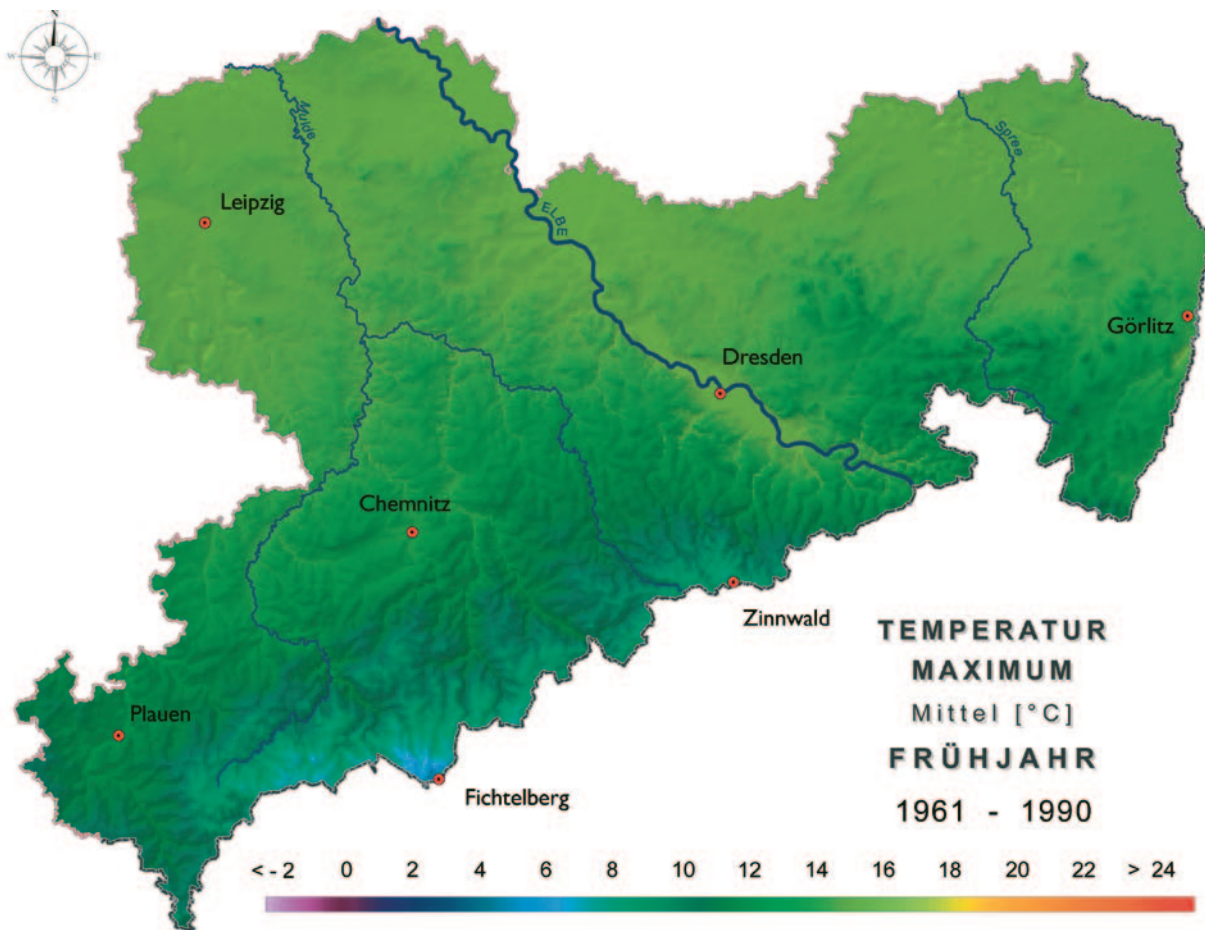 N
W E
S
Mulde
Spree
Leipzig
ELBE
Görlitz
Dresden
Chemnitz
Zinnwald
TEMPERATUR
MAXIMUM
Mittel [°C]
FRÜHJAHR
1961 - 1990
Plauen
Fichtelberg
< - 2 0 2 4 6 8 10 12 14 16 18 20 22 > 24